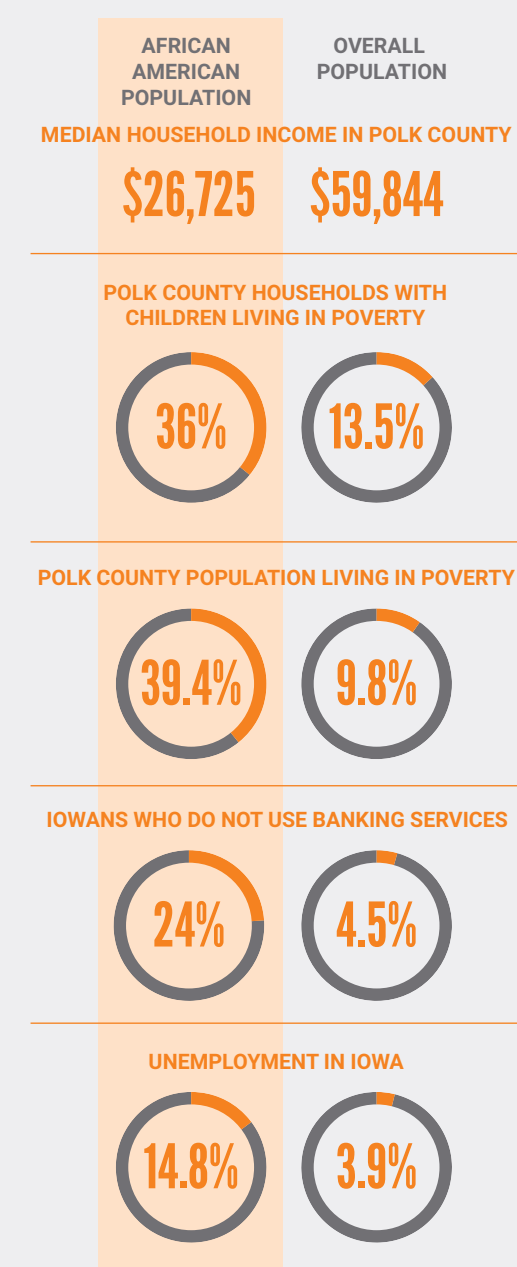 AFRICAN
AMERICAN
POPULATION
OVERALL
POPULATION
MEDIAN HOUSEHOLD INCOME IN POLK COUNTY
$26,725 $59,844
POLK COUNTY HOUSEHOLDS WITH
CHILDREN LIVING IN POVERTY
36% 13.5%
POLK COUNTY POPULATION LIVING IN POVERTY
39.4% 9.8%
IOWANS WHO DO NOT USE BANKING SERVICES
24% 4.5%
UNEMPLOYMENT IN IOWA
14.8% 3.9%